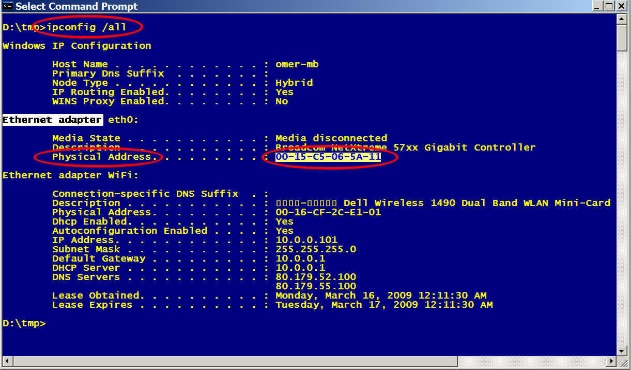 Select Command Prompt
D:\tmp>ipconfig /all
Windows IP Configuration
Host Name . . . . . . . . . . . . : omer-mb
Primary Dns Suffix . . . . . . . :
Node Type . . . . . . . . . . . . : Hybrid
IP Routing Enabled. . . . . . . . : Yes
WINS Proxy Enabled. . . . . . . . : No
Ethernet adapter eth0:
Media State . . . . . . . . . . . : Media disconnected
Description . . . . . . . . . . . : Broadcom NetXtreme 57xx Gigabit Controller
Physical Address. . . . . . . . . : 00-15-C5-06-5A-11
Ethernet adapter WiFi:
Connection-specific DNS Suffix . :
Description . . . . . . . . . . . : □□□□-□□□□□□ Dell Wireless 1490 Dual Band WLAN Mini-Card
Physical Address. . . . . . . . . : 00-16-CF-2C-E1-01
Dhcp Enabled. . . . . . . . . . . : Yes
Autoconfiguration Enabled . . . . : Yes
IP Address. . . . . . . . . . . . : 10.0.0.101
Subnet Mask . . . . . . . . . . . : 255.255.255.0
Default Gateway . . . . . . . . . : 10.0.0.1
DHCP Server . . . . . . . . . . . : 10.0.0.1
DNS Servers . . . . . . . . . . . : 80.179.52.100
80.179.55.100
Lease Obtained. . . . . . . . . . : Monday, March 16, 2009 12:11:30 AM
Lease Expires . . . . . . . . . . : Tuesday, March 17, 2009 12:11:30 AM
D:\tmp>